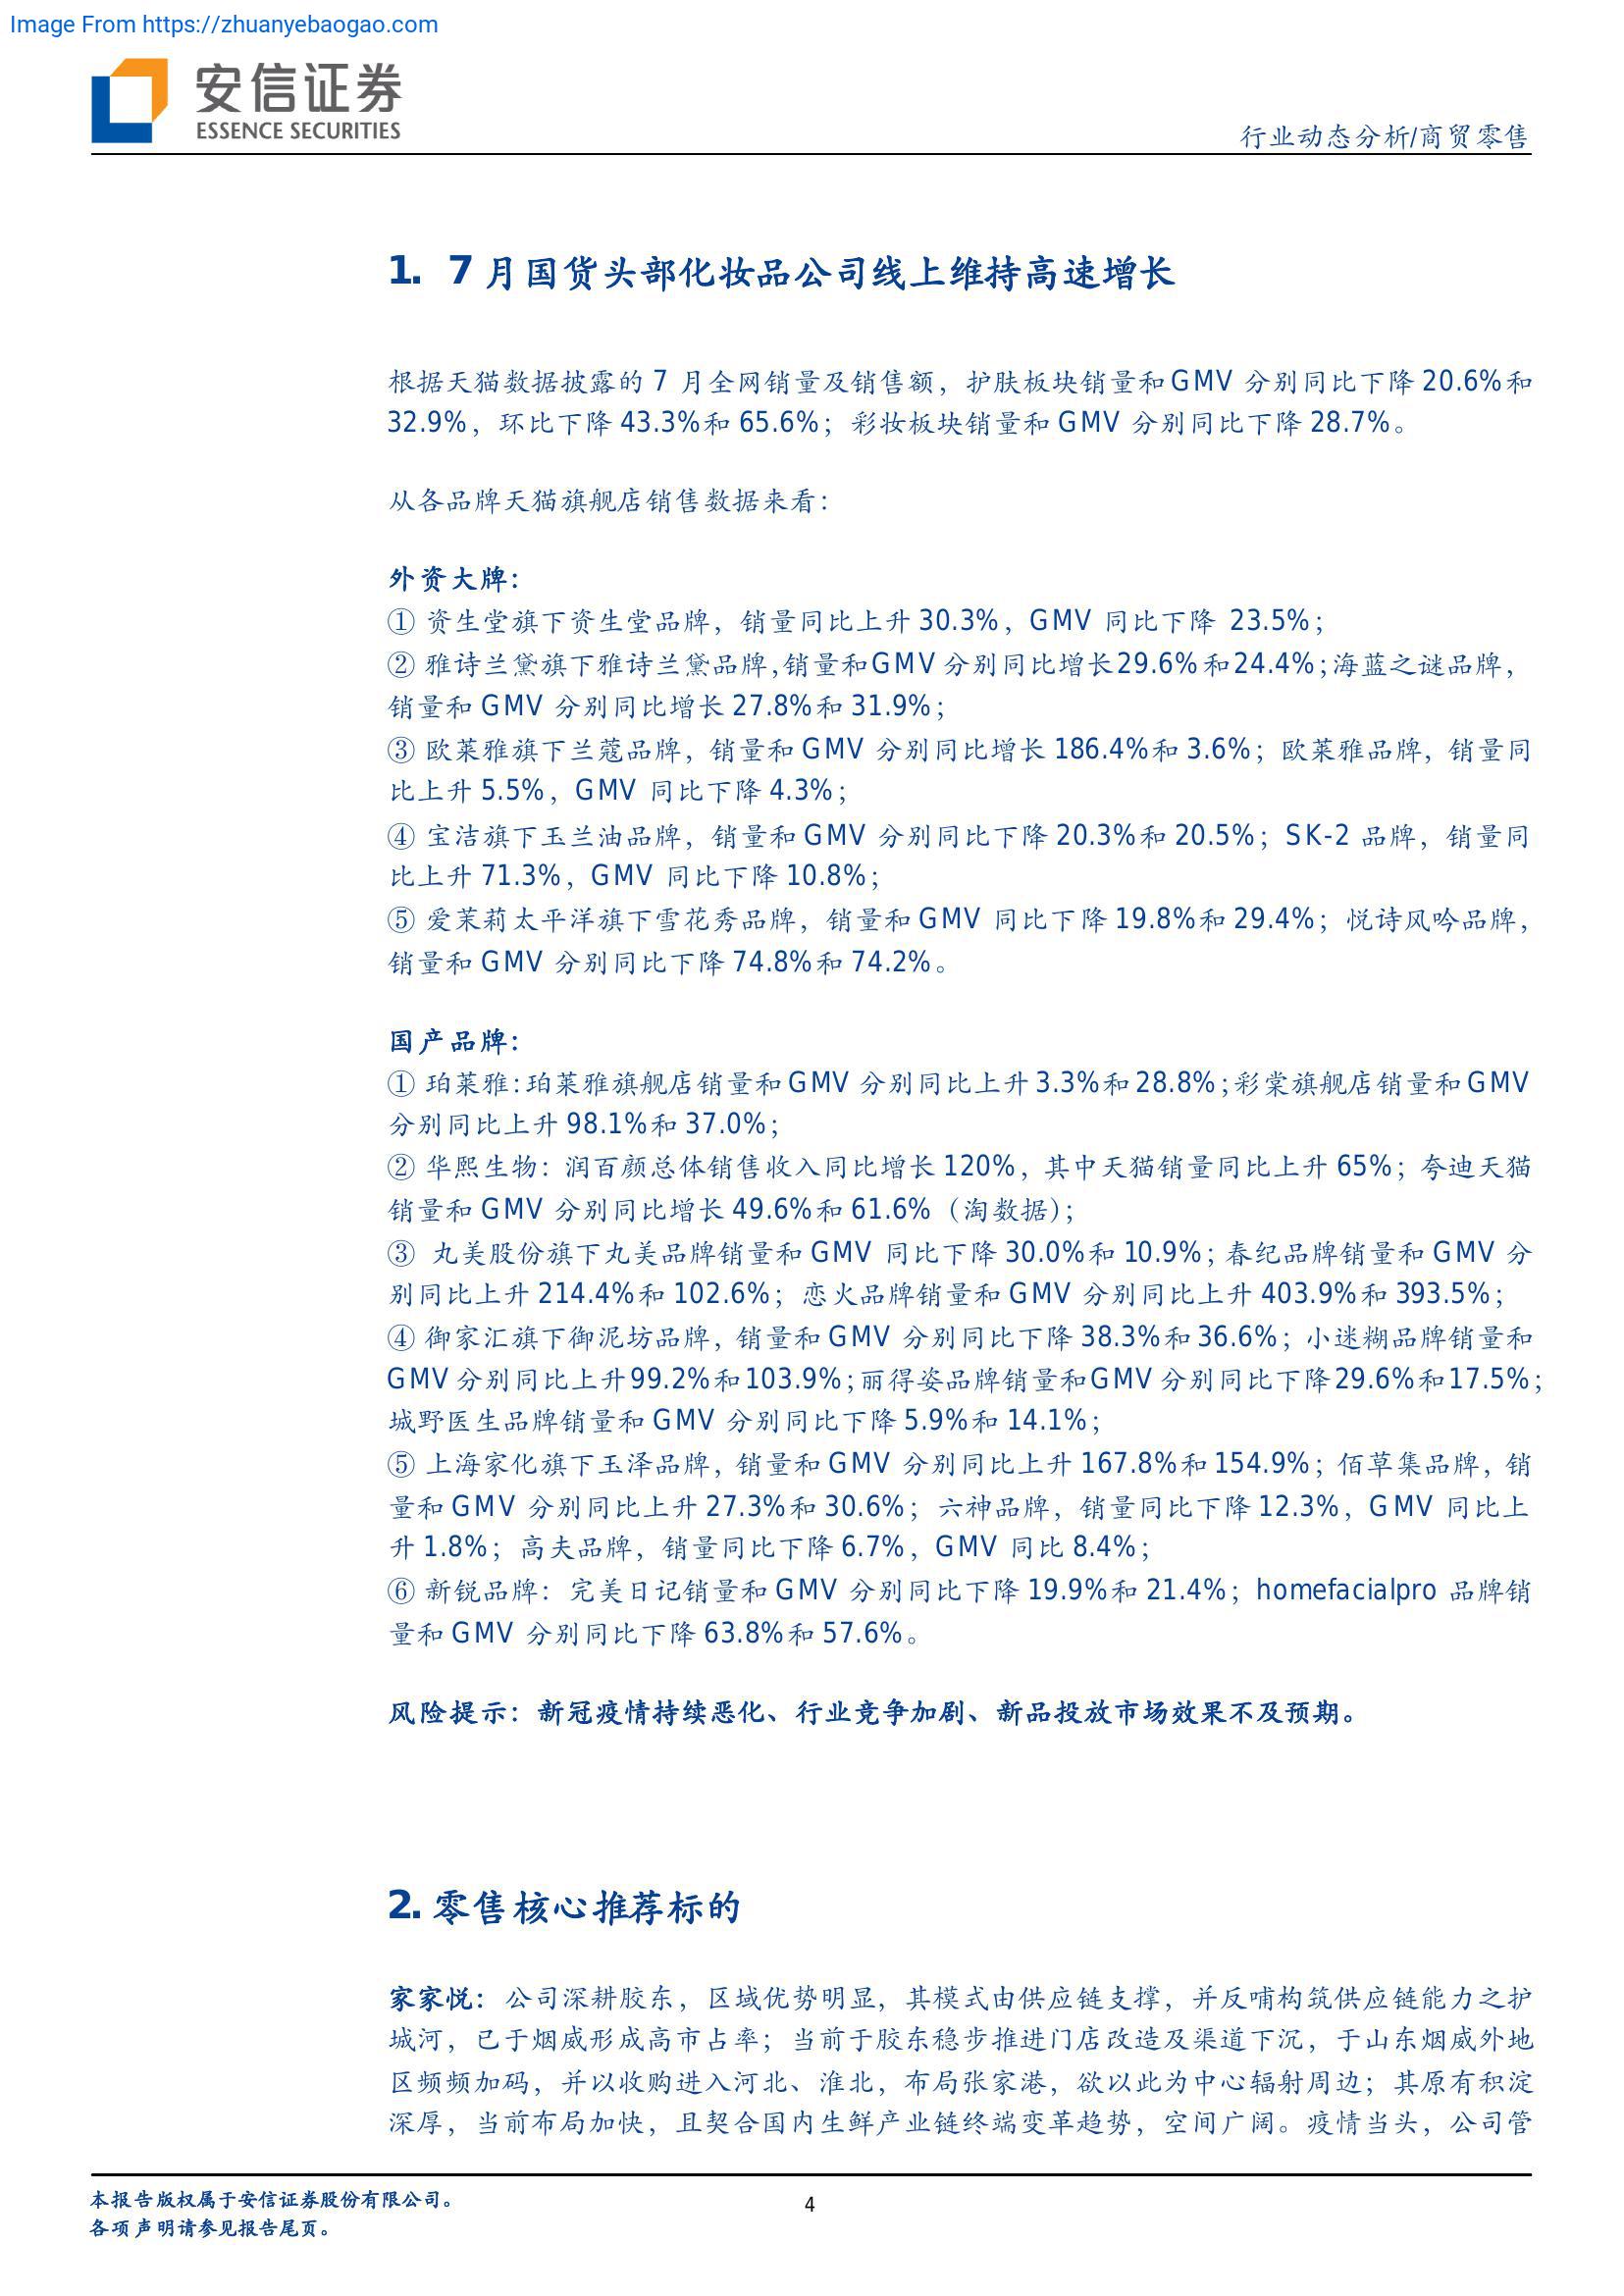 Image From https://zhuanyebaogao.com
安信证券
ESSENCE SECURITIES
行业动态分析/商贸零售
1. 7 月国货头部化妆品公司线上维持高速增长
根据天猫数据披露的 7 月全网销量及销售额，护肤板块销量和 GMV 分别同比下降 20.6%和
32.9%，环比下降 43.3%和 65.6%；彩妆板块销量和 GMV 分别同比下降 28.7%。
从各品牌天猫旗舰店销售数据来看：
外资大牌：
① 资生堂旗下资生堂品牌，销量同比上升 30.3%，GMV 同比下降 23.5%；
② 雅诗兰黛旗下雅诗兰黛品牌，销量和 GMV 分别同比增长 29.6%和 24.4%；海蓝之谜品牌，
销量和 GMV 分别同比增长 27.8%和 31.9%；
③ 欧莱雅旗下兰蔻品牌，销量和 GMV 分别同比增长 186.4%和 3.6%；欧莱雅品牌，销量同
比上升 5.5%，GMV 同比下降 4.3%；
④ 宝洁旗下玉兰油品牌，销量和 GMV 分别同比下降 20.3%和 20.5%；SK-2 品牌，销量同
比上升 71.3%，GMV 同比下降 10.8%；
⑤ 爱茉莉太平洋旗下雪花秀品牌，销量和 GMV 同比下降 19.8%和 29.4%；悦诗风吟品牌，
销量和 GMV 分别同比下降 74.8%和 74.2%。
国产品牌：
① 珀莱雅：珀莱雅旗舰店销量和 GMV 分别同比上升 3.3%和 28.8%；彩棠旗舰店销量和 GMV
分别同比上升 98.1%和 37.0%；
② 华熙生物：润百颜总体销售收入同比增长 120%，其中天猫销量同比上升 65%；夸迪天猫
销量和 GMV 分别同比增长 49.6%和 61.6%（淘数据）；
③ 丸美股份旗下丸美品牌销量和 GMV 同比下降 30.0%和 10.9%；春纪品牌销量和 GMV 分
别同比上升 214.4%和 102.6%；恋火品牌销量和 GMV 分别同比上升 403.9%和 393.5%；
④ 御家汇旗下御泥坊品牌，销量和 GMV 分别同比下降 38.3%和 36.6%；小迷糊品牌销量和
GMV 分别同比上升 99.2%和 103.9%；丽得姿品牌销量和 GMV 分别同比下降 29.6%和 17.5%；
城野医生品牌销量和 GMV 分别同比下降 5.9%和 14.1%；
⑤ 上海家化旗下玉泽品牌，销量和 GMV 分别同比上升 167.8%和 154.9%；佰草集品牌，销
量和 GMV 分别同比上升 27.3%和 30.6%；六神品牌，销量同比下降 12.3%，GMV 同比上
升 1.8%；高夫品牌，销量同比下降 6.7%，GMV 同比 8.4%；
⑥ 新锐品牌：完美日记销量和 GMV 分别同比下降 19.9%和 21.4%；homefacialpro 品牌销
量和 GMV 分别同比下降 63.8%和 57.6%。
风险提示：新冠疫情持续恶化、行业竞争加剧、新品投放市场效果不及预期。
2. 零售核心推荐标的
家家悦：公司深耕胶东，区域优势明显，其模式由供应链支撑，并反哺构筑供应链能力之护
城河，已于烟威形成高市占率；当前于胶东稳步推进门店改造及渠道下沉，于山东烟威外地
区频频加码，并以收购进入河北、淮北，布局张家港，欲以此为中心辐射周边；其原有积淀
深厚，当前布局加快，且契合国内生鲜产业链终端变革趋势，空间广阔。疫情当头，公司管
本报告版权属于安信证券股份有限公司。
各项声明请参见报告尾页。
4